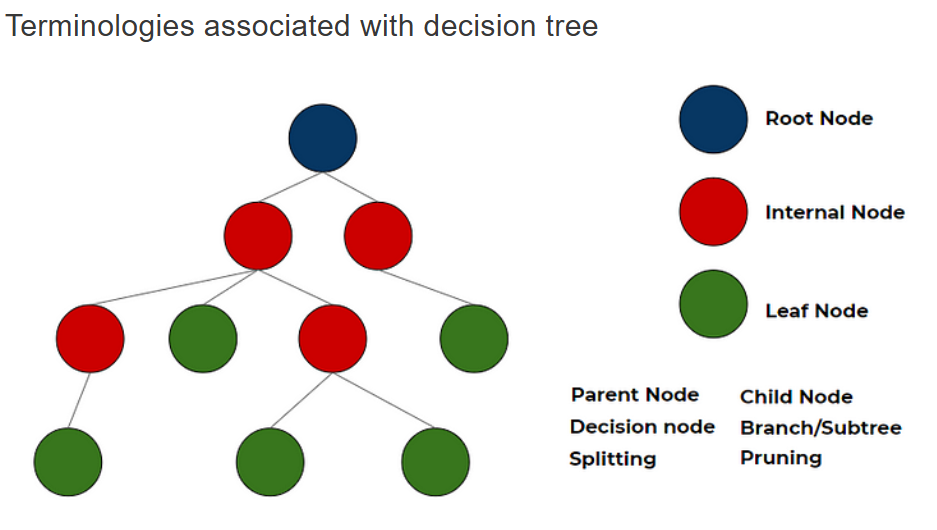 Terminologies associated with decision tree
Root Node
Internal Node
Leaf Node
Parent Node
Child Node
Decision node
Branch/Subtree
Splitting
Pruning